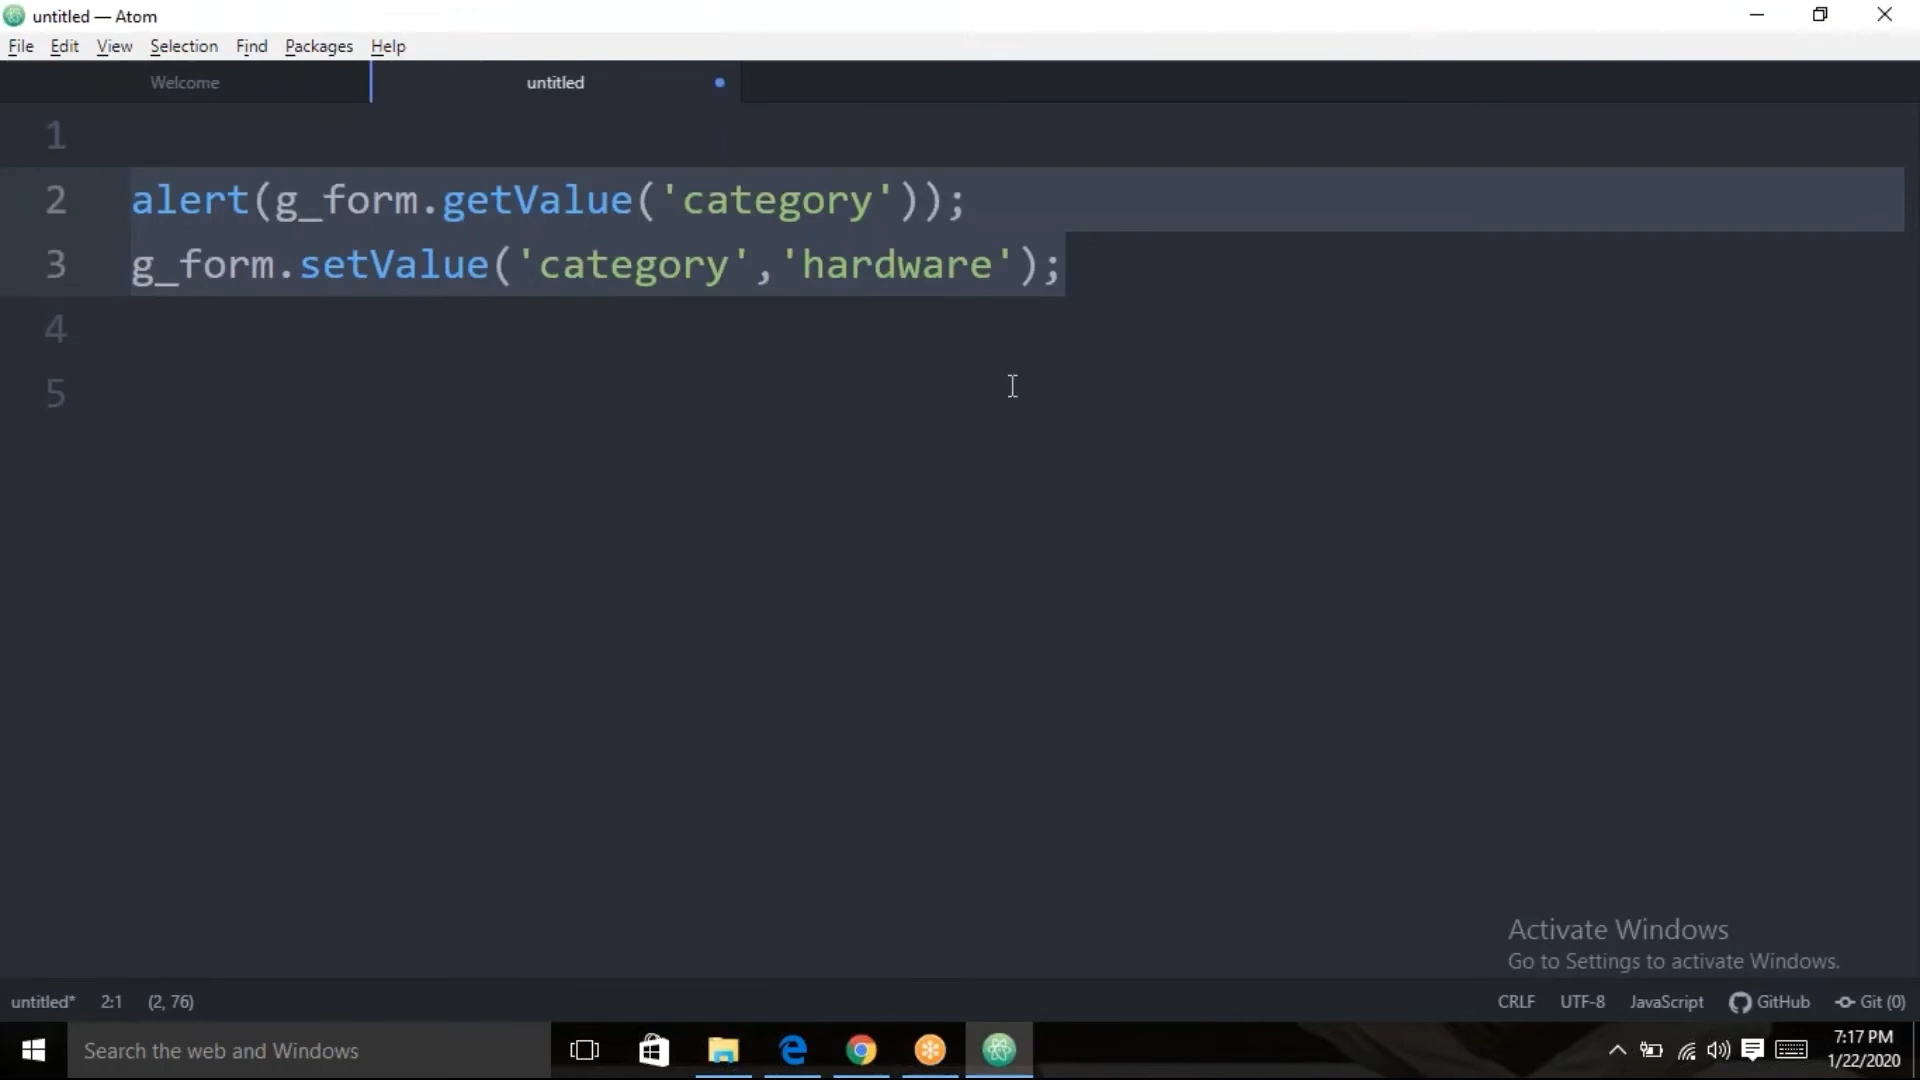 untitled — Atom
File Edit View Selection Find Packages Help
Welcome untitled
1
2 alert(g_form.getValue('category'));
3 g_form.setValue('category','hardware');
4
5
Activate Windows
Go to Settings to activate Windows.
untitled* 2:1 (2, 76) CRLF UTF-8 JavaScript GitHub Git (0)
Search the web and Windows
7:17 PM
1/22/2020